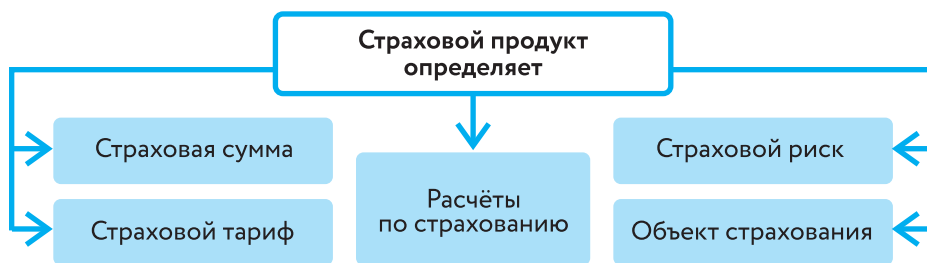 Страховой продукт
определяет
Страховая сумма
Страховой тариф
Расчёты
по страхованию
Страховой риск
Объект страхования